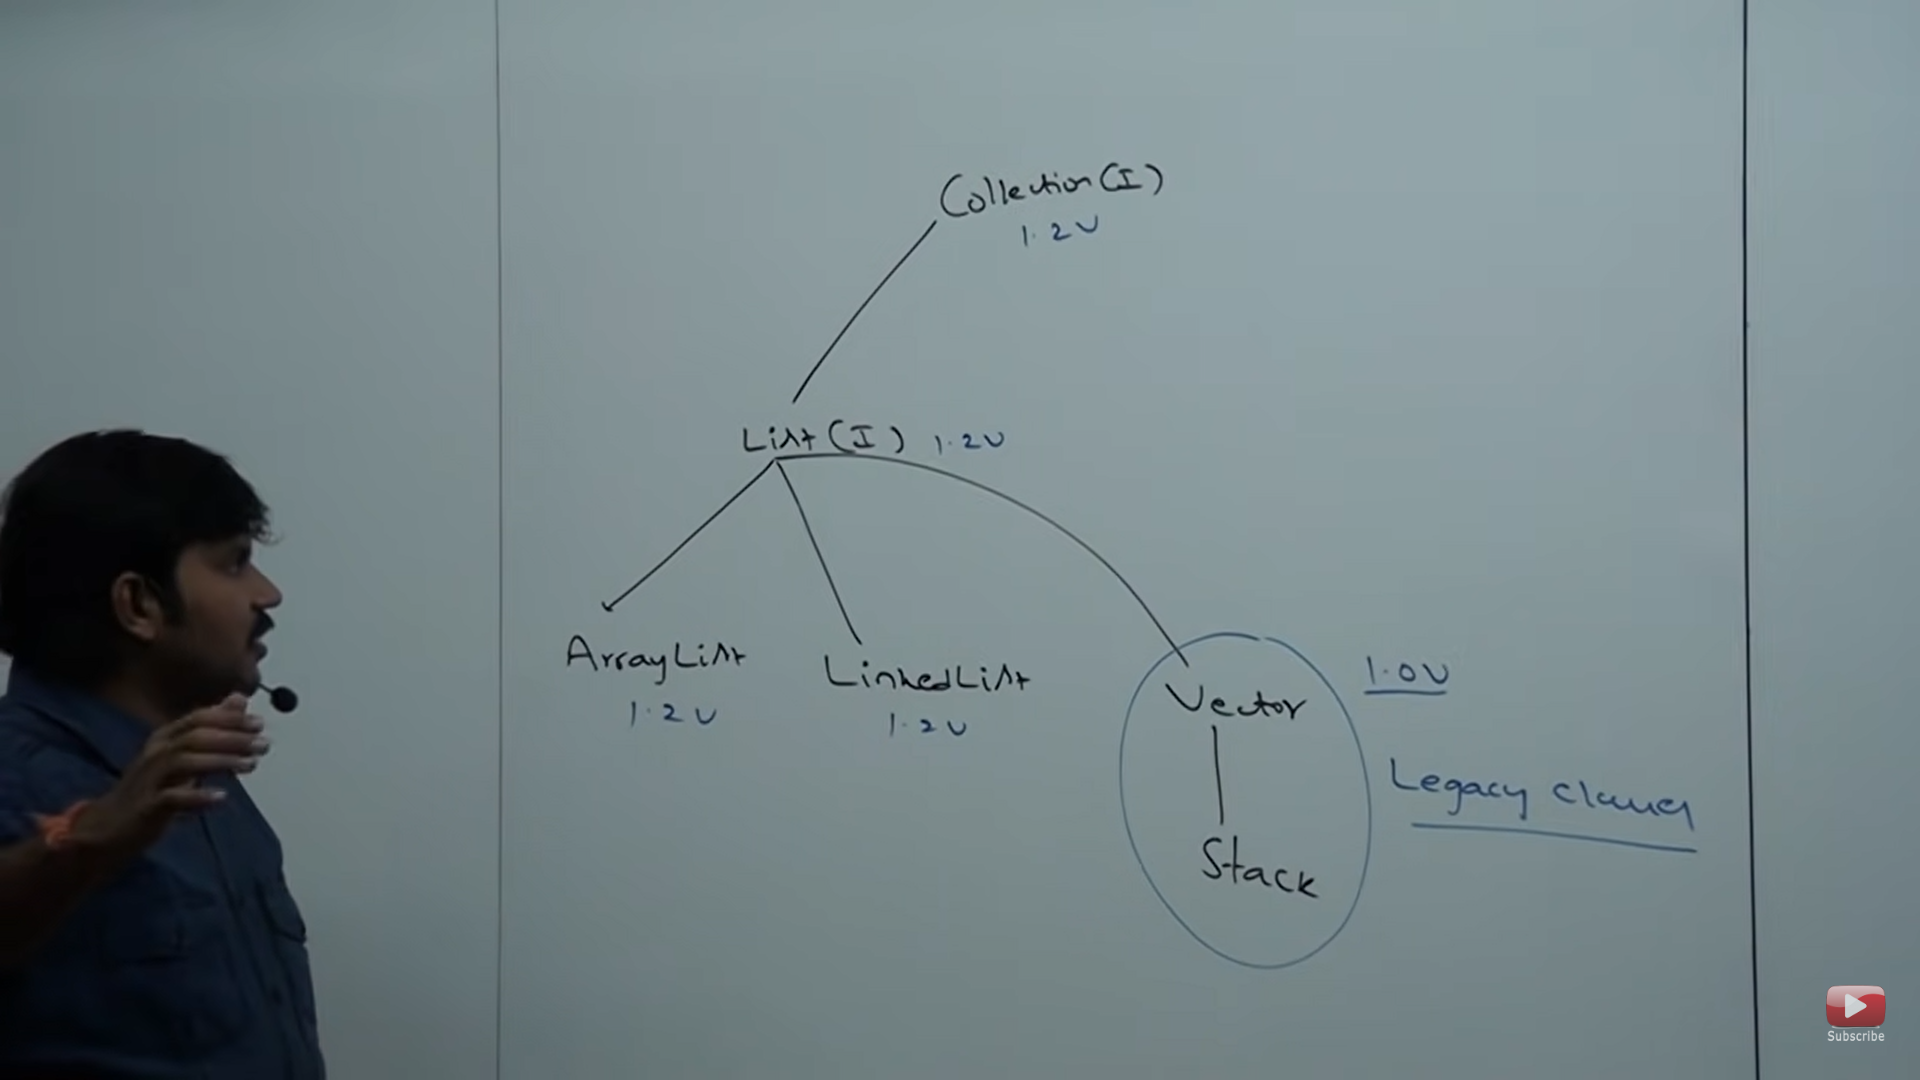 Collection (I)
1.2V
List (I) 1.2V
ArrayList
1.2V
LinkedList
1.2V
Vector
1.0V
Legacy classes
Stack
Subscribe